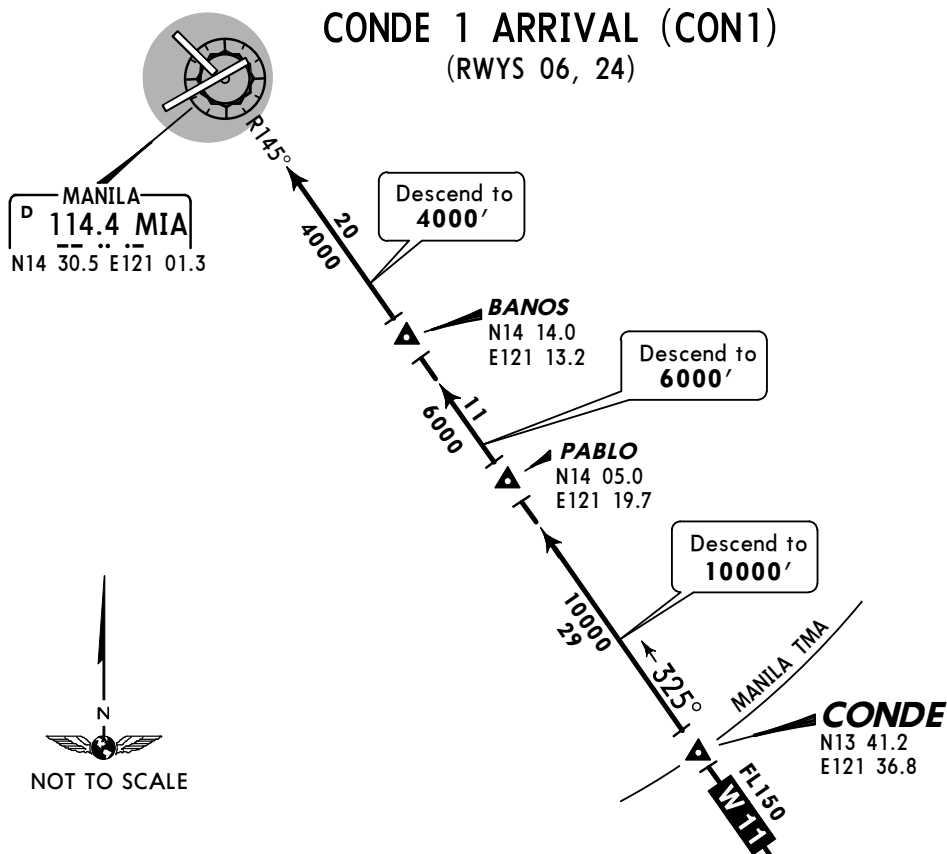 CONDE 1 ARRIVAL (CON1)
(RWYS 06, 24)
R145°
MANILA
D 114.4 MIA
N14 30.5 E121 01.3
Descend to
4000'
20
4000
BANOS
N14 14.0
E121 13.2
Descend to
6000'
11
6000
PABLO
N14 05.0
E121 19.7
Descend to
10000'
10000
29
325°
MANILA TMA
CONDE
N13 41.2
E121 36.8
FL150
W 11
N
NOT TO SCALE